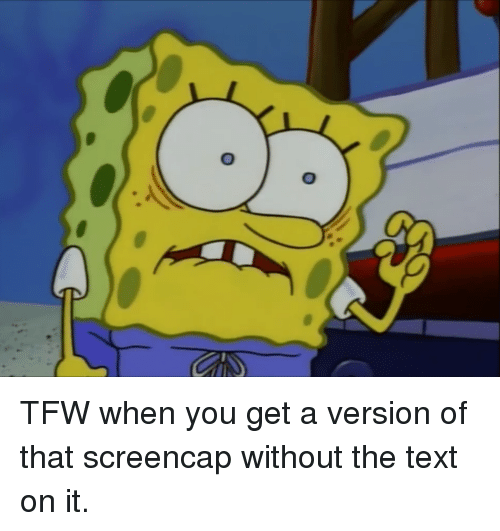 TFW when you get a version of
that screencap without the text
on it.